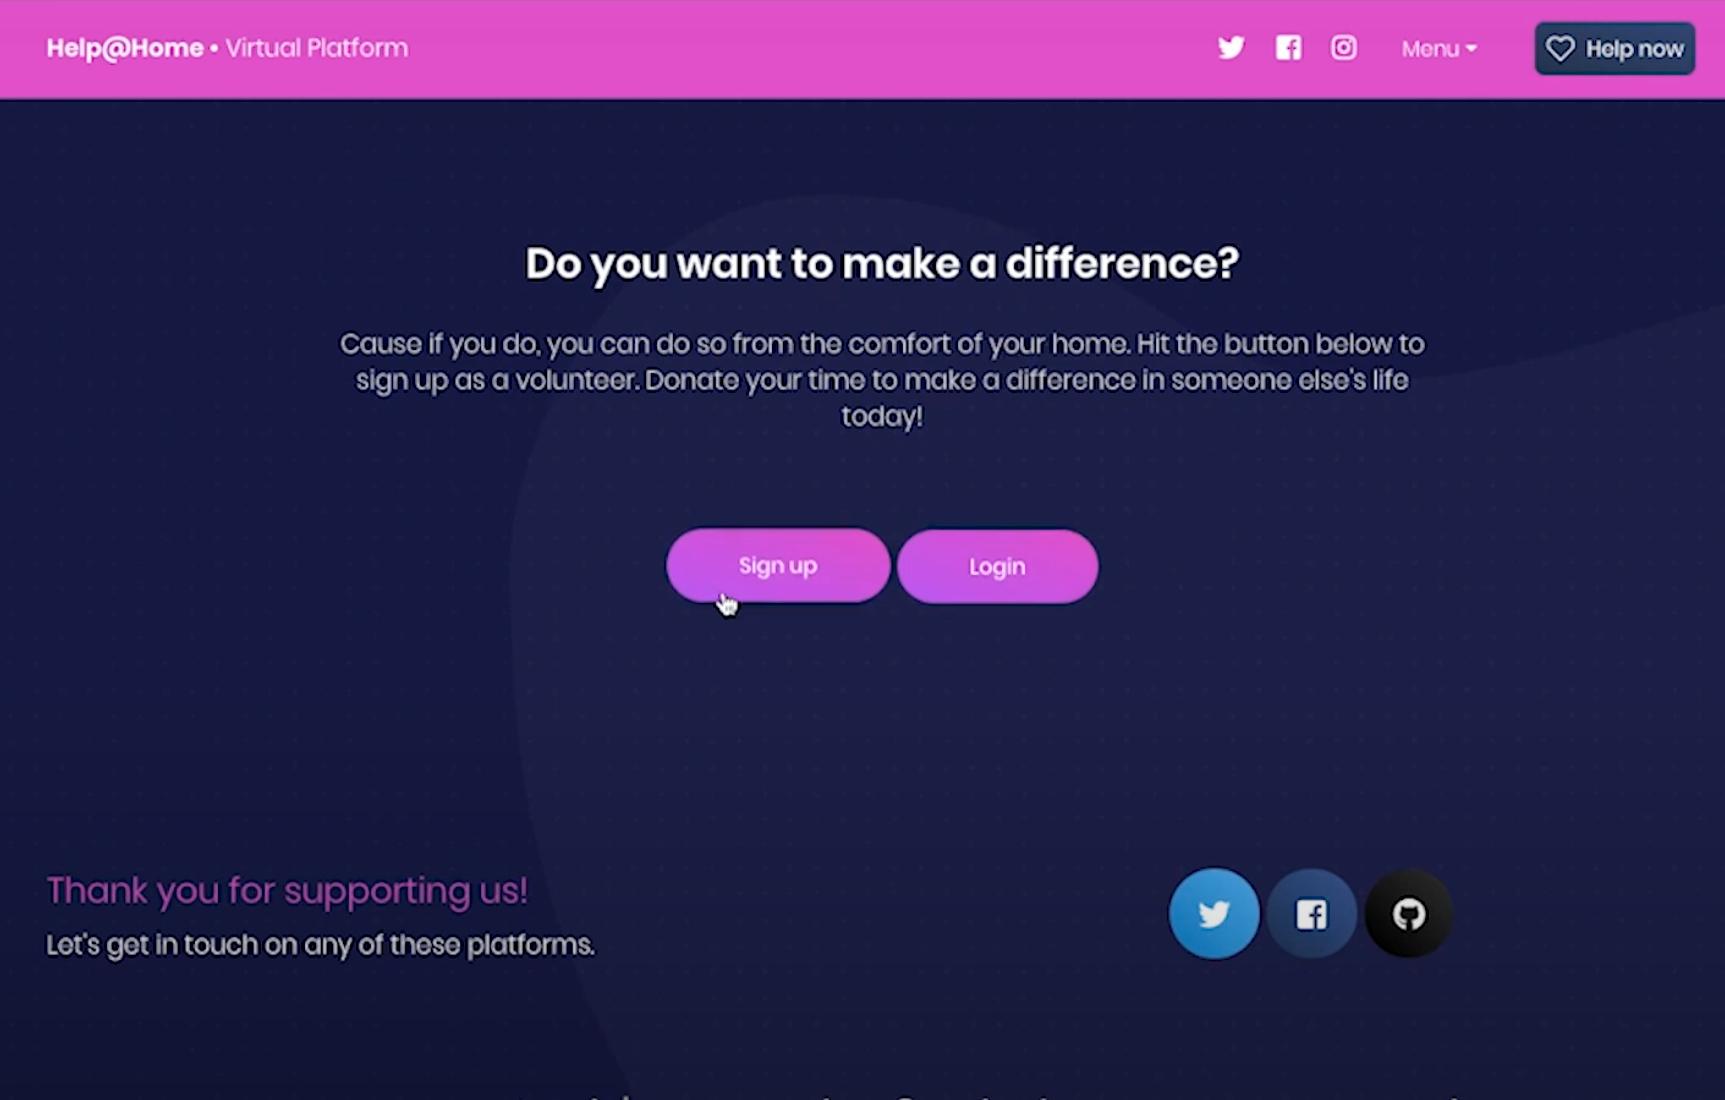 Help@Home • Virtual Platform
Menu
Help now
Do you want to make a difference?
Cause if you do, you can do so from the comfort of your home. Hit the button below to
sign up as a volunteer. Donate your time to make a difference in someone else's life
today!
Sign up
Login
Thank you for supporting us!
Let's get in touch on any of these platforms.